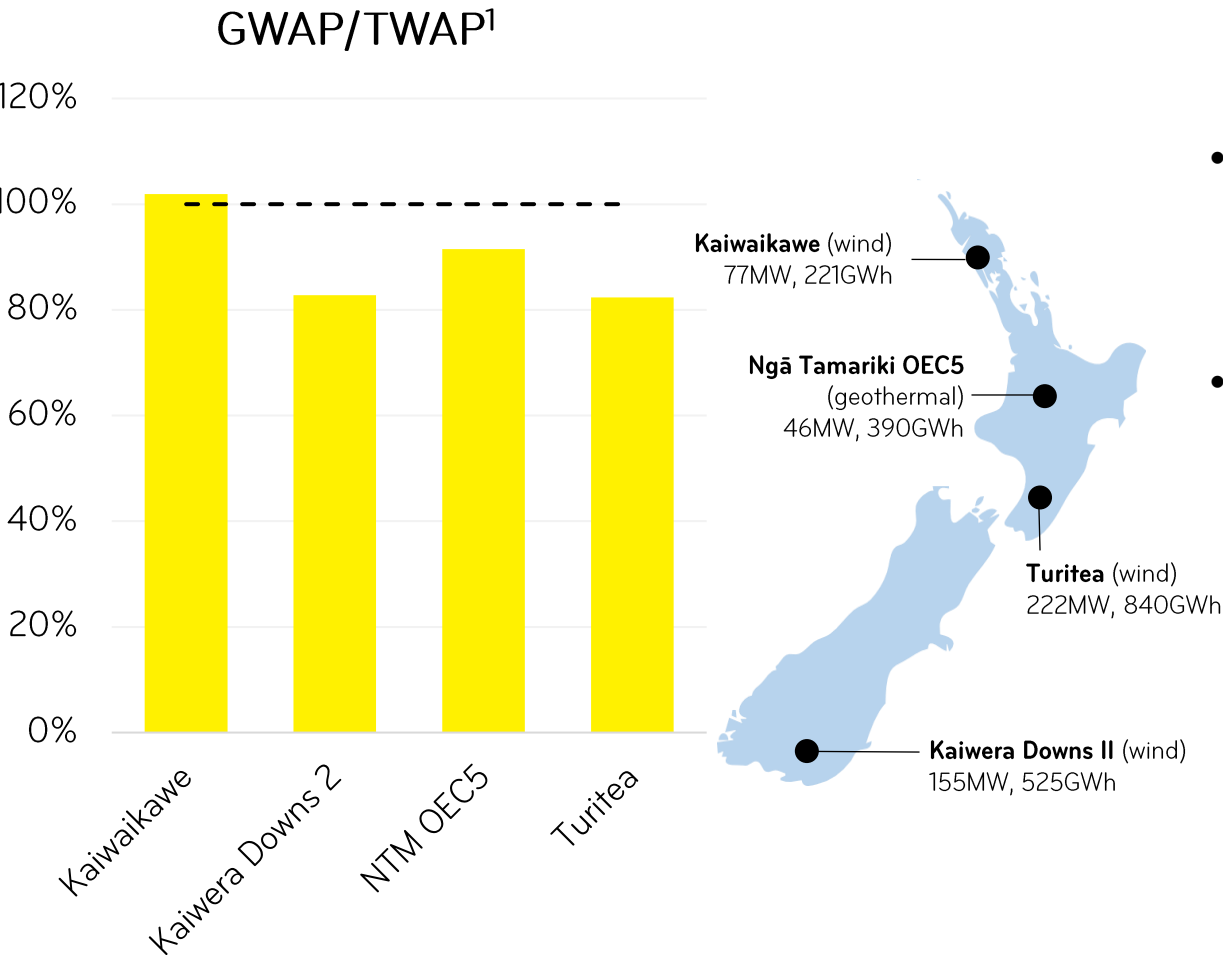 GWAP/TWAP¹
120%
100%
80%
60%
40%
20%
0%
Kaiwaikawe
Kaiwera Downs 2
NTM OEC5
Turitea
Kaiwaikawe (wind)
77MW, 221GWh
Ngā Tamariki OEC5
(geothermal)
46MW, 390GWh
Turitea (wind)
222MW, 840GWh
Kaiwera Downs II (wind)
155MW, 525GWh